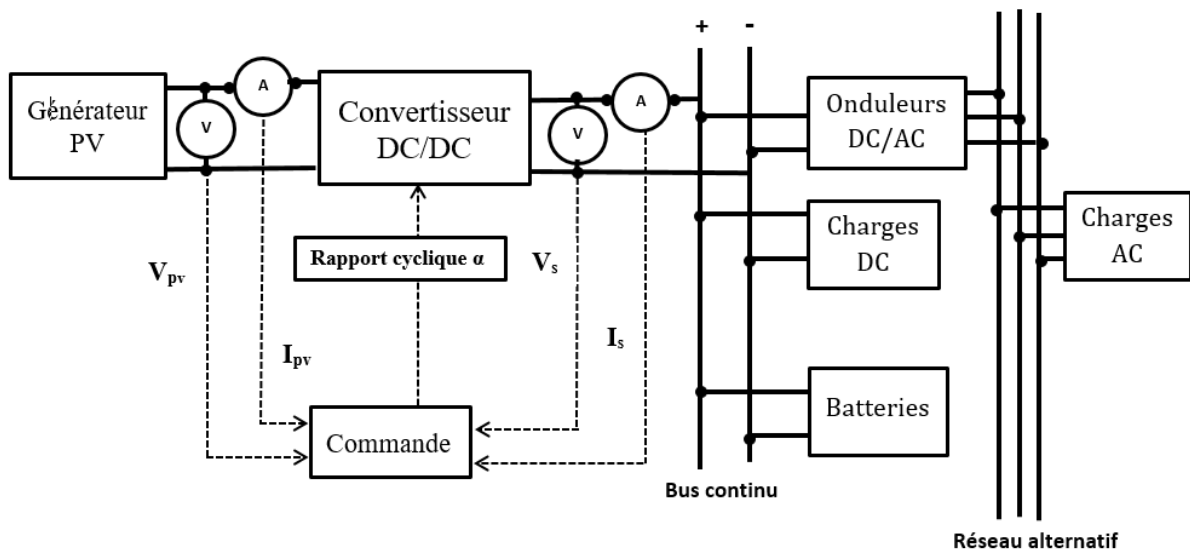 + -
Générateur
PV
A
V
Convertisseur
DC/DC
A
V
Onduleurs
DC/AC
Charges
DC
Charges
AC
Rapport cyclique α
Vpv
Ipv
Vs
Is
Commande
Batteries
Bus continu
Réseau alternatif